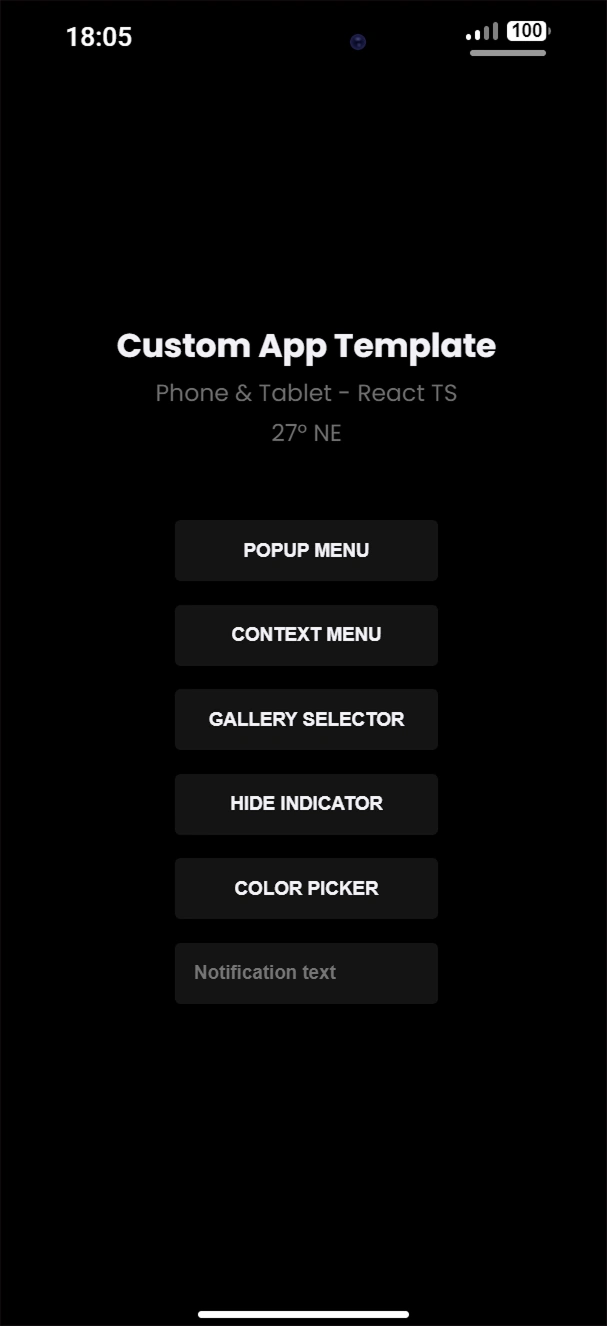 18:05
100
Custom App Template
Phone & Tablet - React TS
27° NE
POPUP MENU
CONTEXT MENU
GALLERY SELECTOR
HIDE INDICATOR
COLOR PICKER
Notification text